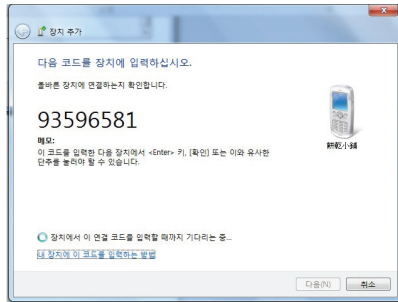 장치 추가
다음 코드를 장치에 입력하십시오.
올바른 장치에 연결하는지 확인합니다.
93596581
메모:
이 코드를 입력한 다음 장치에서 <Enter> 키, [확인] 또는 이와 유사한
단추를 눌러야 할 수 있습니다.
餅乾小鋪
장치에서 이 연결 코드를 입력할 때까지 기다리는 중...
내 장치에 이 코드를 입력하는 방법
다음(N)
취소